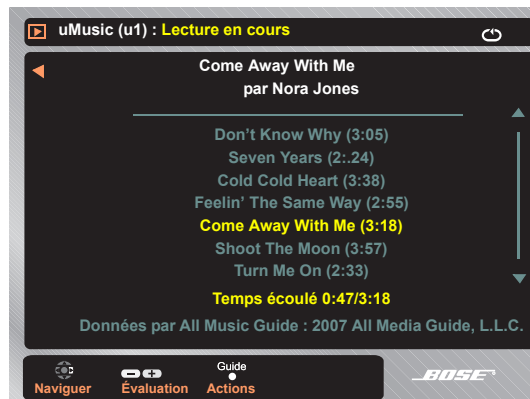 uMusic (u1) : Lecture en cours
Come Away With Me
par Nora Jones
Don't Know Why (3:05)
Seven Years (2:.24)
Cold Cold Heart (3:38)
Feelin' The Same Way (2:55)
Come Away With Me (3:18)
Shoot The Moon (3:57)
Turn Me On (2:33)
Temps écoulé 0:47/3:18
Données par All Music Guide : 2007 All Media Guide, L.L.C.
Guide
Naviguer Évaluation Actions
BOSE